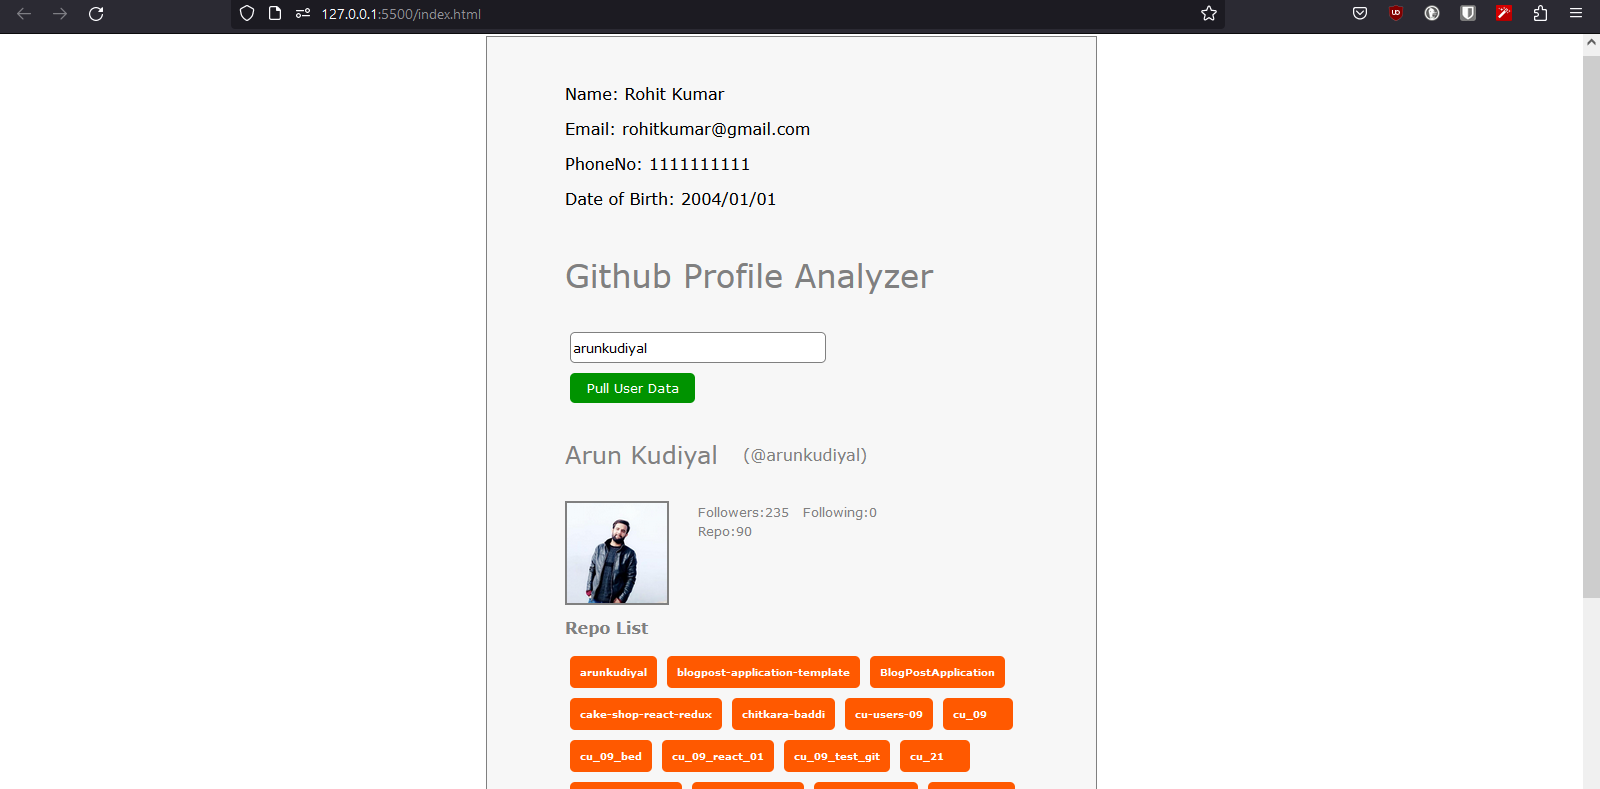 127.0.0.1:5500/index.html
Name: Rohit Kumar
Email: rohitkumar@gmail.com
PhoneNo: 1111111111
Date of Birth: 2004/01/01
Github Profile Analyzer
arunkudiyal
Pull User Data
Arun Kudiyal (@arunkudiyal)
Followers:235 Following:0
Repo:90
Repo List
arunkudiyal blogpost-application-template BlogPostApplication
cake-shop-react-redux chitkara-baddi cu-users-09 cu_09
cu_09_bed cu_09_react_01 cu_09_test_git cu_21